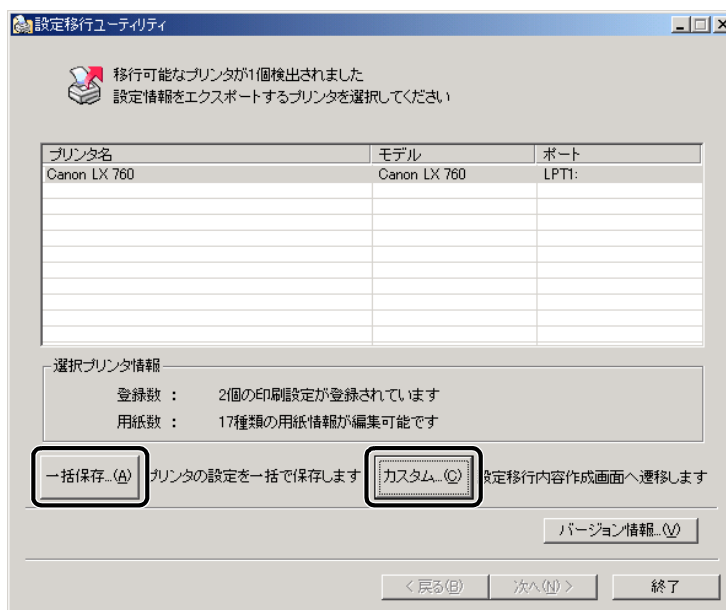 設定移行ユーティリティ
移行可能なプリンタが1個検出されました
設定情報をエクスポートするプリンタを選択してください
プリンタ名 モデル ポート
Canon LX 760 Canon LX 760 LPT1:
選択プリンタ情報
登録数 : 2個の印刷設定が登録されています
用紙数 : 17種類の用紙情報が編集可能です
一括保存...(A) プリンタの設定を一括で保存します カスタム...(C) 設定移行内容作成画面へ遷移します
バージョン情報...(V)
< 戻る(B) 次へ(N) > 終了